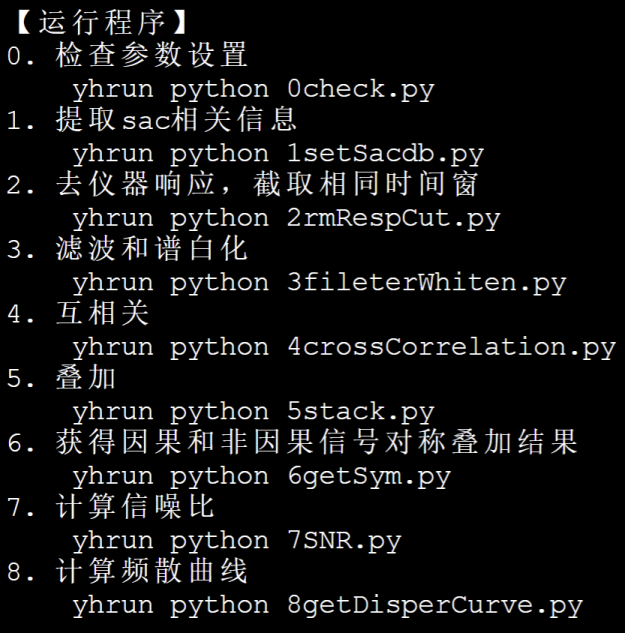 【运行程序】
0. 检查参数设置
yhrun python 0check.py
1. 提取sac相关信息
yhrun python 1setSacdb.py
2. 去仪器响应，截取相同时间窗
yhrun python 2rmRespCut.py
3. 滤波和谱白化
yhrun python 3fileterWhiten.py
4. 互相关
yhrun python 4crossCorrelation.py
5. 叠加
yhrun python 5stack.py
6. 获得因果和非因果信号对称叠加结果
yhrun python 6getSym.py
7. 计算信噪比
yhrun python 7SNR.py
8. 计算频散曲线
yhrun python 8getDisperCurve.py